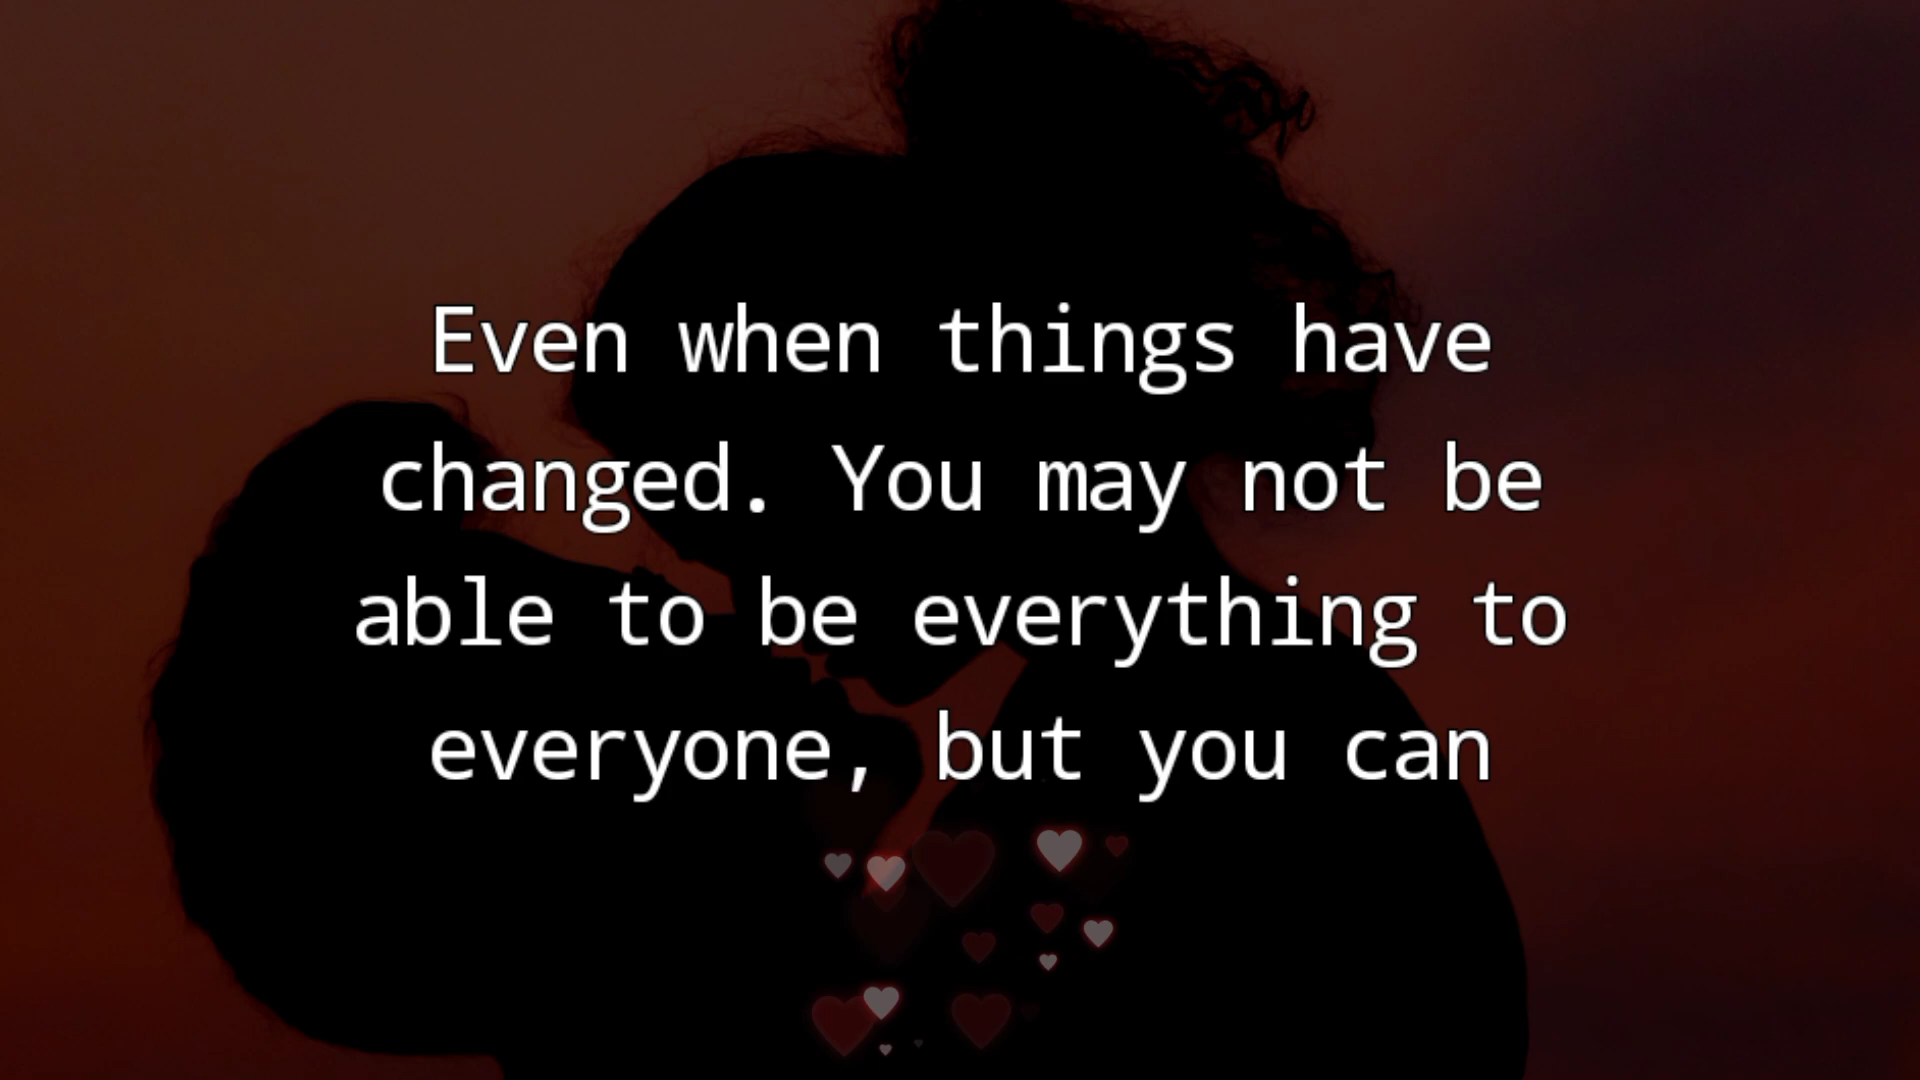 Even when things have
changed. You may not be
able to be everything to
everyone, but you can